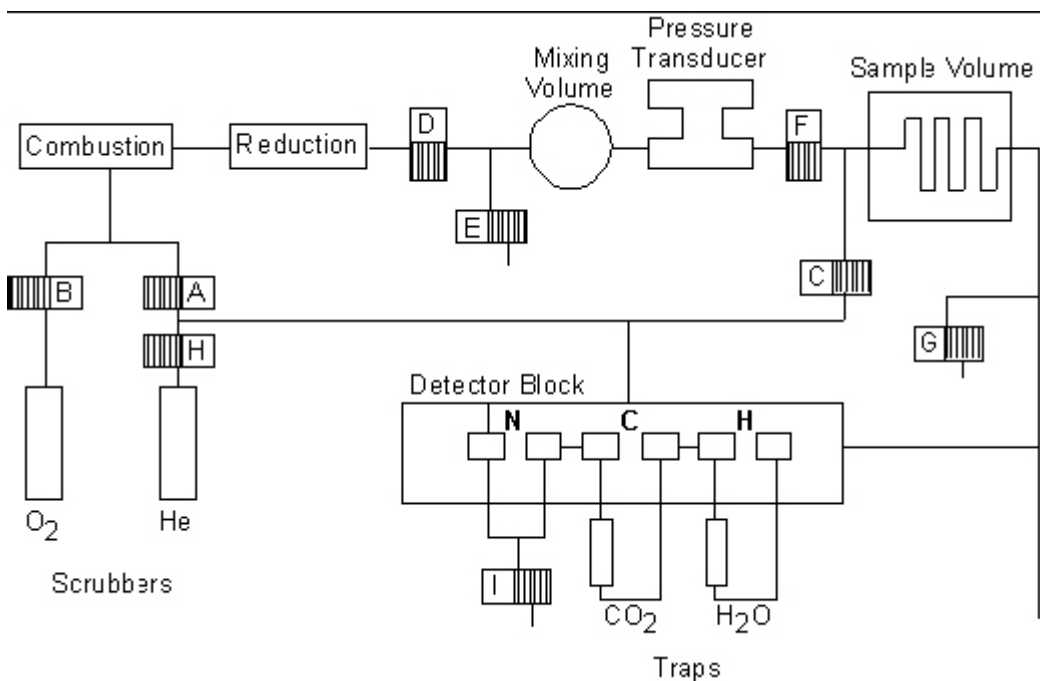 Pressure
Transducer
Mixing
Volume
Sample Volume
D
F
Combustion
Reduction
E
C
B
A
H
G
Detector Block
N C H
O2
He
I
CO2
H2O
Scrubbers
Traps